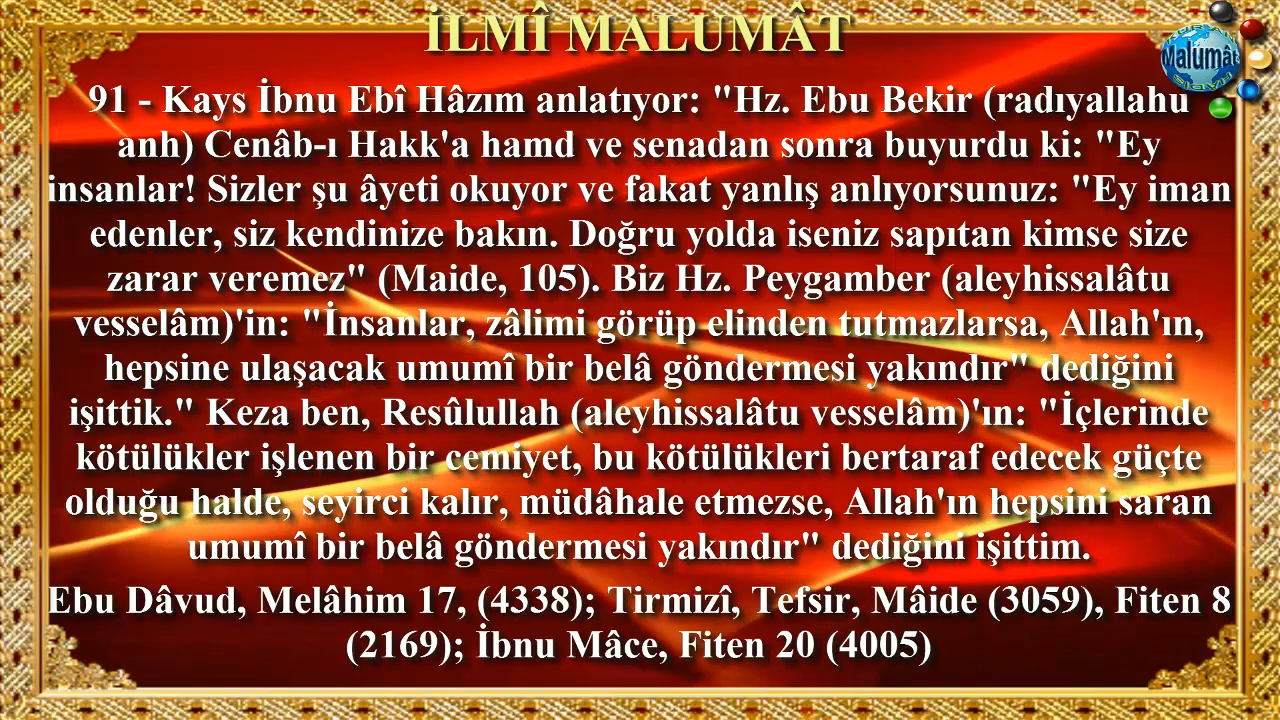 İLMÎ MALUMÂT
Malumât
91 - Kays İbnu Ebî Hâzım anlatıyor: "Hz. Ebu Bekir (radıyallahu
anh) Cenâb-ı Hakk'a hamd ve senadan sonra buyurdu ki: "Ey
insanlar! Sizler şu âyeti okuyor ve fakat yanlış anlıyorsunuz: "Ey iman
edenler, siz kendinize bakın. Doğru yolda iseniz sapıtan kimse size
zarar veremez" (Maide, 105). Biz Hz. Peygamber (aleyhissalâtu
vesselâm)'in: "İnsanlar, zâlimi görüp elinden tutmazlarsa, Allah'ın,
hepsine ulaşacak umumî bir belâ göndermesi yakındır" dediğini
işittik." Keza ben, Resûlullah (aleyhissalâtu vesselâm)'ın: "İçlerinde
kötülükler işlenen bir cemiyet, bu kötülükleri bertaraf edecek güçte
olduğu halde, seyirci kalır, müdâhale etmezse, Allah'ın hepsini saran
umumî bir belâ göndermesi yakındır" dediğini işittim.
Ebu Dâvud, Melâhim 17, (4338); Tirmizî, Tefsir, Mâide (3059), Fiten 8
(2169); İbnu Mâce, Fiten 20 (4005)